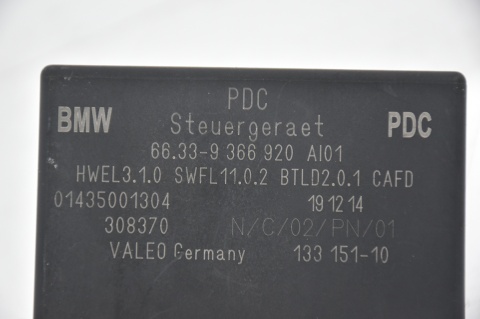 PDC
BMW Steuergeraet PDC
66.33-9 366 920 AI01
HWEL3.1.0 SWFL11.0.2 BTLD2.0.1 CAFD
01435001304 19 12 14
308370 N/C/02/PN/01
VALEO Germany 133 151-10